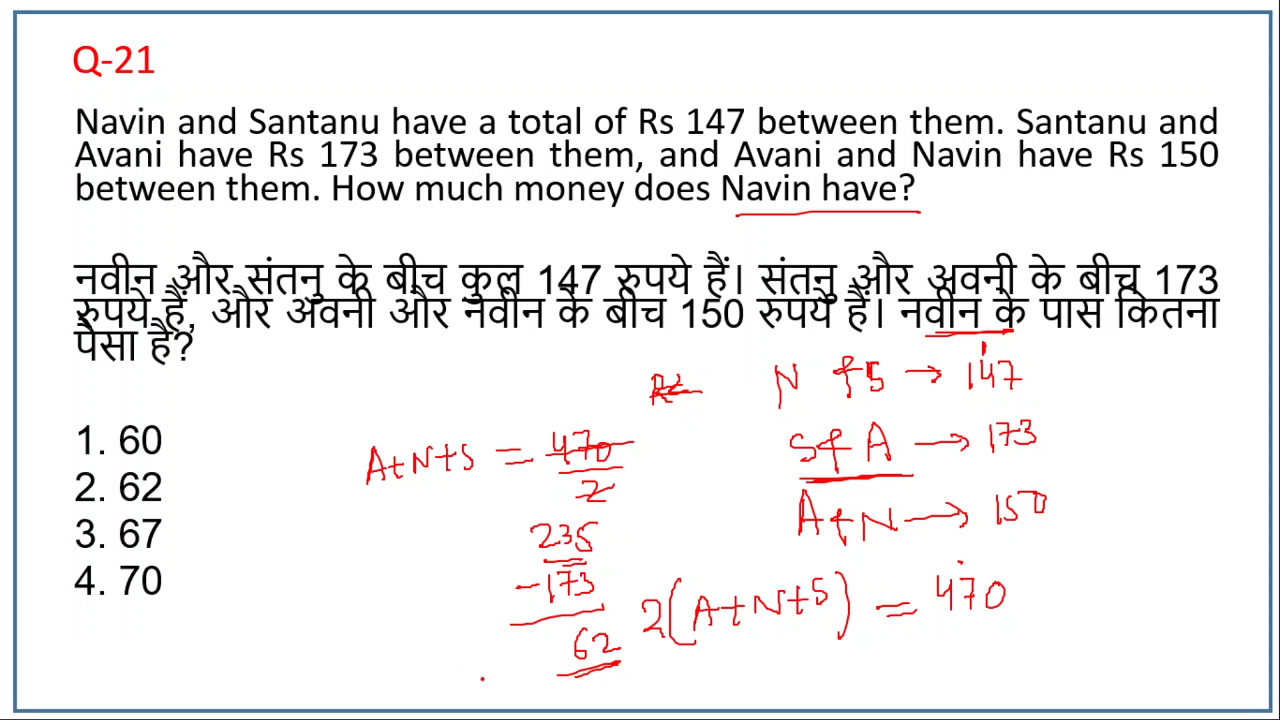 Q-21
Navin and Santanu have a total of Rs 147 between them. Santanu and
Avani have Rs 173 between them, and Avani and Navin have Rs 150
between them. How much money does Navin have?
नवीन और संतनु के बीच कुल 147 रुपये हैं। संतनु और अवनी के बीच 173
रुपये हैं, और अवनी और नवीन के बीच 150 रुपये हैं। नवीन के पास कितना
पैसा है?
N + S → 147
1. 60
A+N+S = 470
S + A → 173
2. 62
2
A + N → 150
3. 67
235
4. 70
-173
2(A+N+S) = 470
62